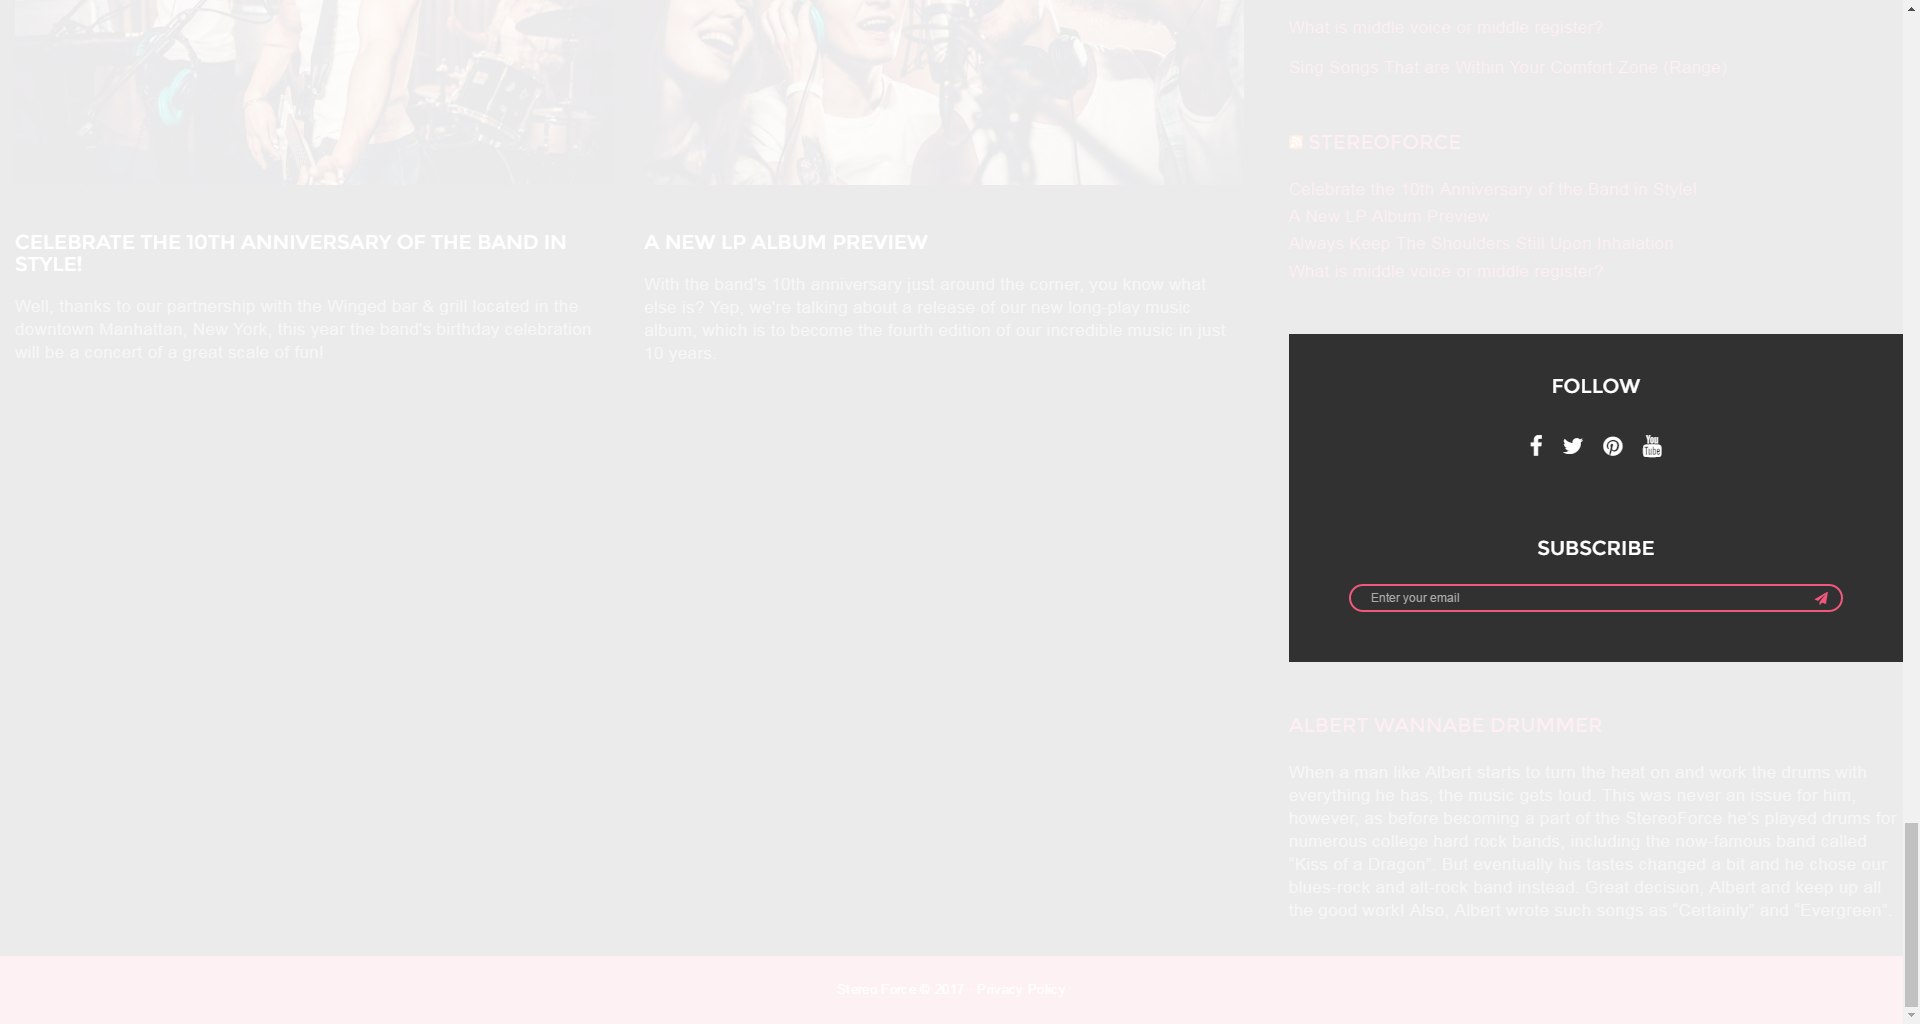 CELEBRATE THE 10TH ANNIVERSARY OF THE BAND IN
STYLE!
Well, thanks to our partnership with the Winged bar & grill located in the
downtown Manhattan, New York, this year the band's birthday celebration
will be a concert of a great scale of fun!
A NEW LP ALBUM PREVIEW
With the band's 10th anniversary just around the corner, you know what
else is? Yep, we're talking about a release of our new long-play music
album, which is to become the fourth edition of our incredible music in just
10 years.
What is middle voice or middle register?
Sing Songs That are Within Your Comfort Zone (Range)
STEREOFORCE
Celebrate the 10th Anniversary of the Band in Style!
A New LP Album Preview
Always Keep The Shoulders Still Upon Inhalation
What is middle voice or middle register?
FOLLOW
You
Tube
SUBSCRIBE
Enter your email
ALBERT WANNABE DRUMMER
When a man like Albert starts to turn the heat on and work the drums with
everything he has, the music gets loud. This was never an issue for him,
however, as before becoming a part of the StereoForce he's played drums for
numerous college hard rock bands, including the now-famous band called
"Kiss of a Dragon". But eventually his tastes changed a bit and he chose our
blues-rock and alt-rock band instead. Great decision, Albert and keep up all
the good work! Also, Albert wrote such songs as "Certainly" and "Evergreen".
Stereo Force © 2017 Privacy Policy